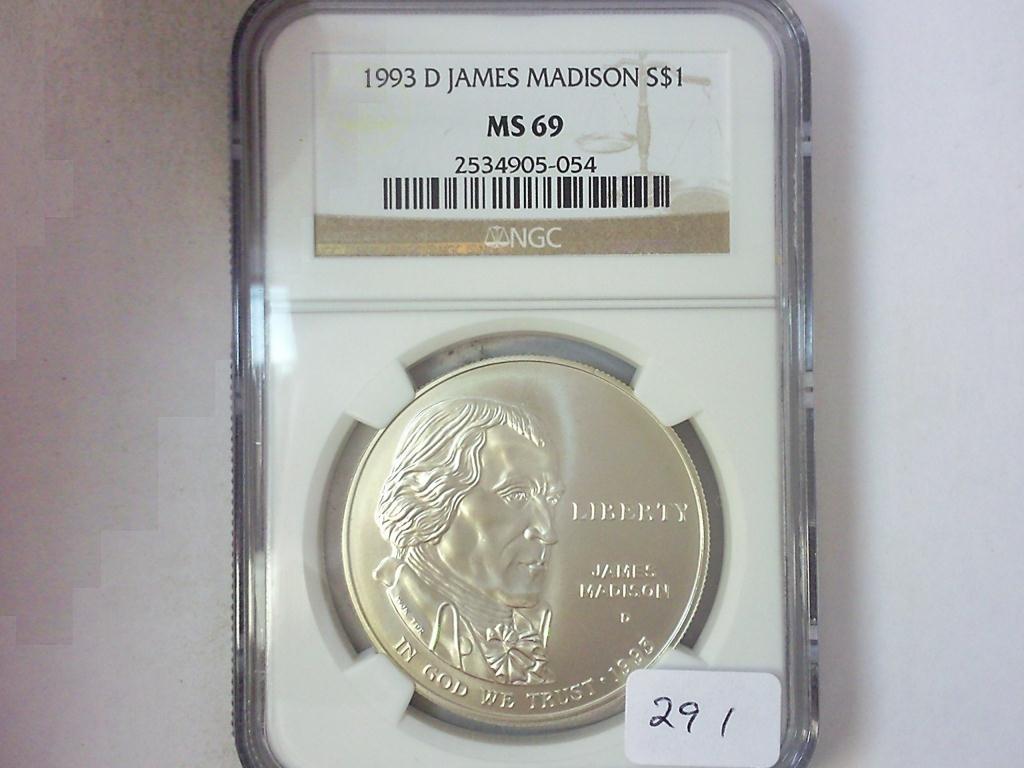 1993 D JAMES MADISON S$1
MS 69
2534905-054
NGC
LIBERTY
JAMES
MADISON
D
IN GOD WE TRUST · 1993
291